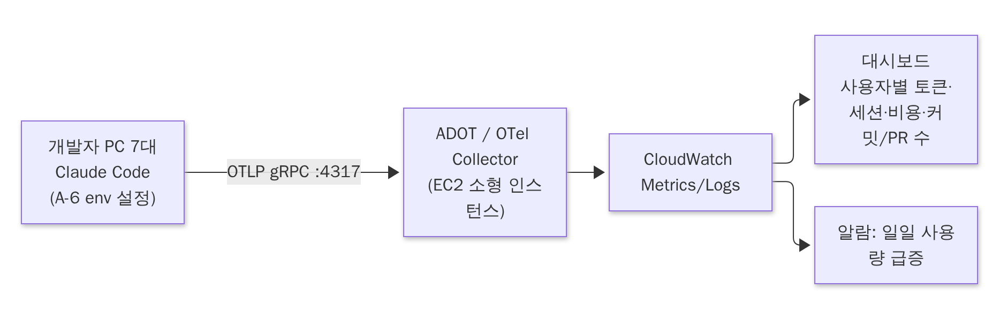 개발자 PC 7대
Claude Code
(A-6 env 설정)
OTLP gRPC :4317
ADOT / OTel
Collector
(EC2 소형 인스
턴스)
CloudWatch
Metrics/Logs
대시보드
사용자별 토큰·
세션·비용·커
밋/PR 수
알람: 일일 사용
량 급증